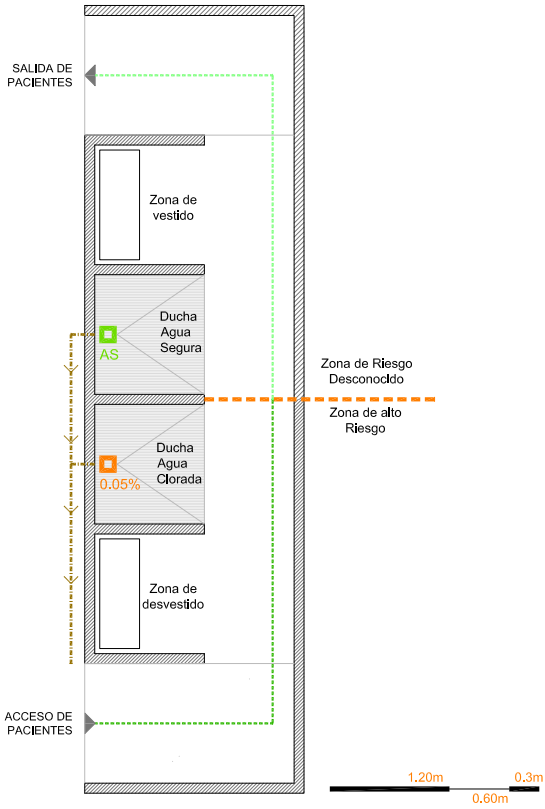 SALIDA DE
PACIENTES
Zona de
vestido
Ducha
Agua
Segura
AS
Zona de Riesgo
Desconocido
Zona de alto
Riesgo
Ducha
Agua
Clorada
0.05%
Zona de
desvestido
ACCESO DE
PACIENTES
1.20m
0.3m
0.60m